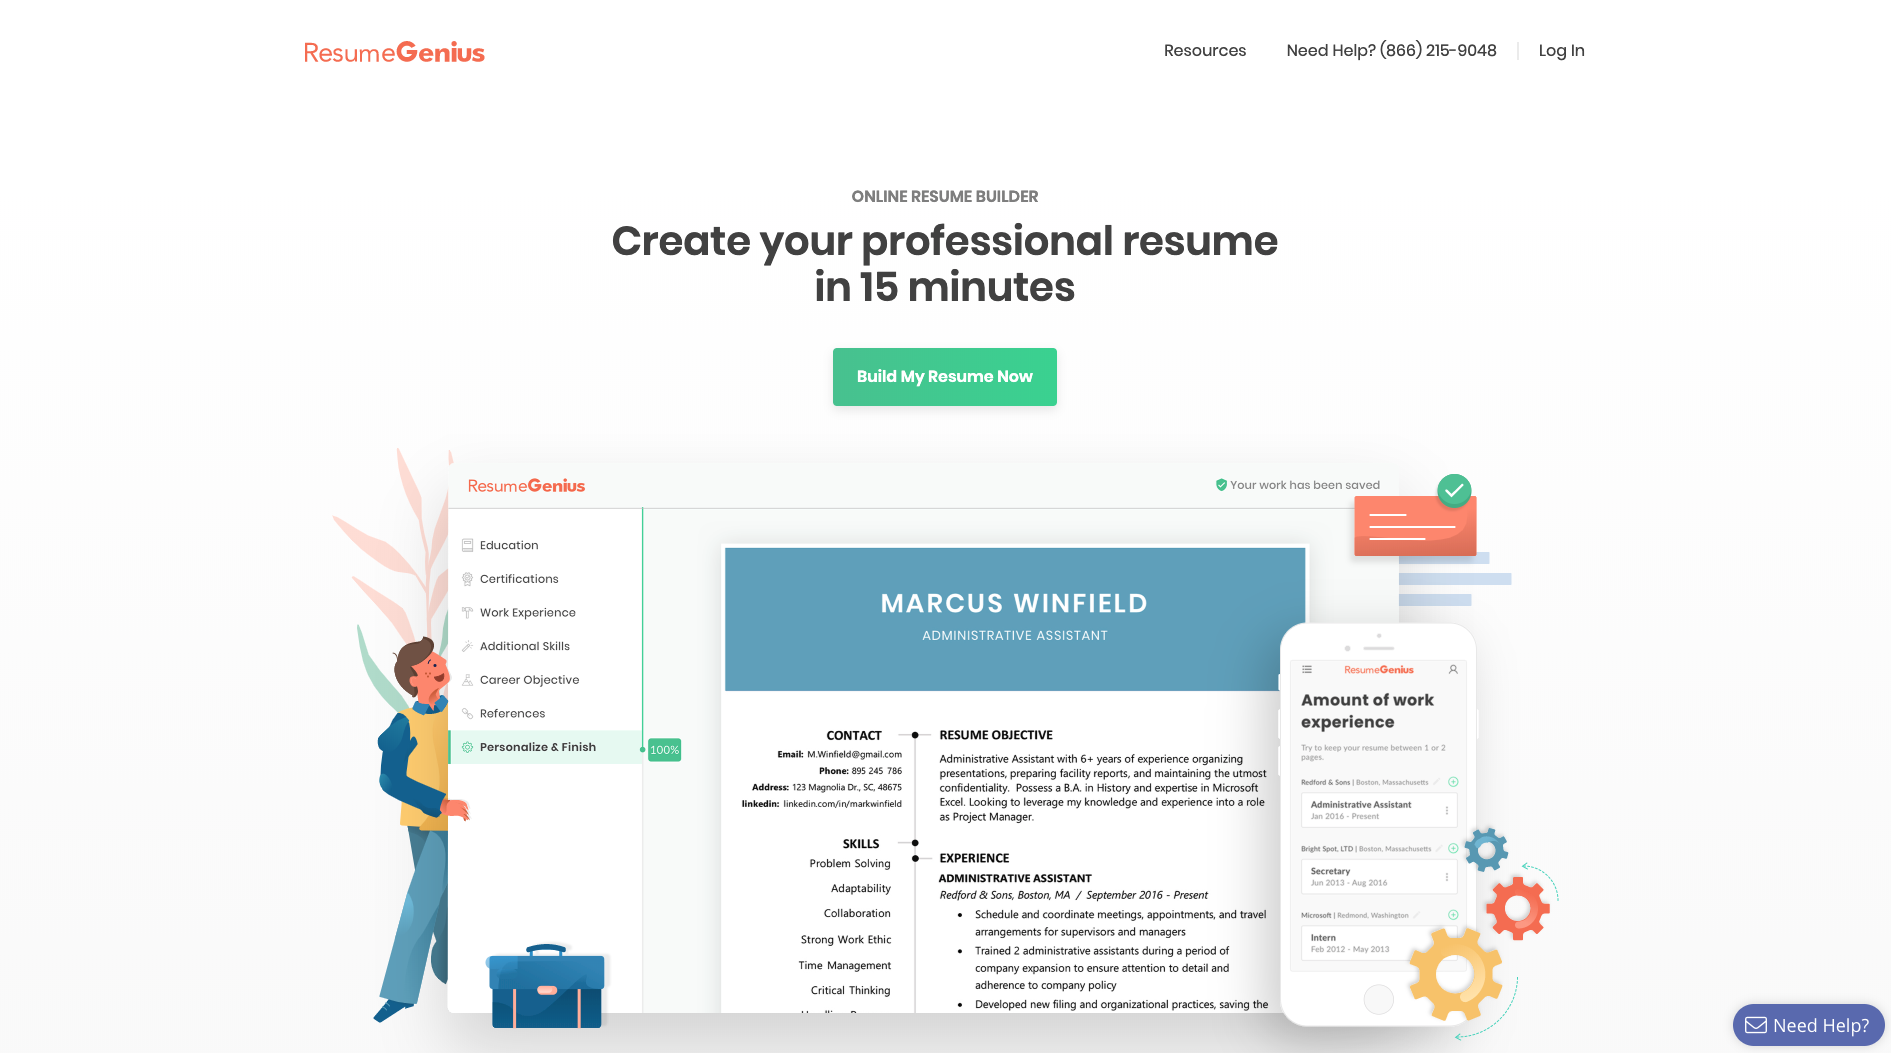 ResumeGenius
Resources
Need Help? (866) 215-9048
Log In
ONLINE RESUME BUILDER
Create your professional resume
in 15 minutes
Build My Resume Now
ResumeGenius
Your work has been saved
Education
Certifications
Work Experience
Additional Skills
Career Objective
References
Personalize & Finish
100%
MARCUS WINFIELD
ADMINISTRATIVE ASSISTANT
CONTACT
Email: M.Winfield@gmail.com
Phone: 895 245 786
Address: 123 Magnolia Dr., SC, 48675
linkedin: linkedin.com/in/markwinfield
SKILLS
Problem Solving
Adaptability
Collaboration
Strong Work Ethic
Time Management
Critical Thinking
RESUME OBJECTIVE
Administrative Assistant with 6+ years of experience organizing
presentations, preparing facility reports, and maintaining the utmost
confidentiality. Possess a B.A. in History and expertise in Microsoft
Excel. Looking to leverage my knowledge and experience into a role
as Project Manager.
EXPERIENCE
ADMINISTRATIVE ASSISTANT
Redford & Sons, Boston, MA / September 2016 - Present
• Schedule and coordinate meetings, appointments, and travel
arrangements for supervisors and managers
• Trained 2 administrative assistants during a period of
company expansion to ensure attention to detail and
adherence to company policy
• Developed new filing and organizational practices, saving the
ResumeGenius
Amount of work
experience
Try to keep your resume between 1 or 2
pages.
Redford & Sons | Boston, Massachusetts
Administrative Assistant
Jan 2016 - Present
Bright Spot, LTD | Boston, Massachusetts
Secretary
Jun 2013 - Aug 2016
Microsoft | Redmond, Washington
Intern
Feb 2012 - May 2013
Need Help?